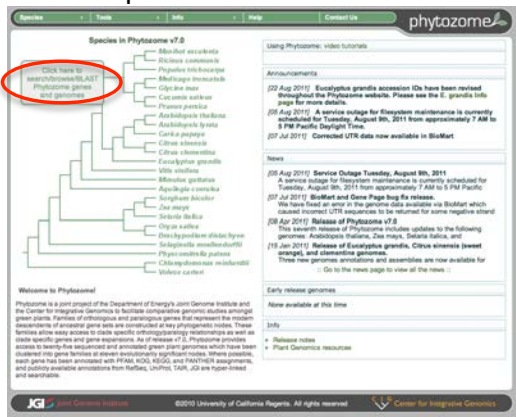 Species
Tools
Info
Help
Contact Us
phytozome
Species in Phytozome v7.0
Click here to
search/browse/BLAST
Phytozome genes
and genomes
Manihot esculenta
Ricinus communis
Populus trichocarpa
Medicago truncatula
Glycine max
Cucumis sativus
Prunus persica
Arabidopsis thaliana
Arabidopsis lyrata
Carica papaya
Citrus sinensis
Citrus clementina
Eucalyptus grandis
Vitis vinifera
Mimulus guttatus
Aquilegia coerulea
Sorghum bicolor
Zea mays
Setaria italica
Oryza sativa
Brachypodium distachyon
Selaginella moellendorffii
Physcomitrella patens
Chlamydomonas reinhardtii
Volvox carteri
Welcome to Phytozome!
Phytozome is a joint project of the Department of Energy's Joint Genome Institute and
the Center for Integrative Genomics to facilitate comparative genomic studies amongst
green plants. Families of orthologous and paralogous genes that represent the modern
descendents of ancestral gene sets are constructed at key phylogenetic nodes. These
families allow easy access to clade specific orthology/paralogy relationships as well as
clade specific genes and gene expansions. As of release v7.0, Phytozome provides
access to twenty-five sequenced and annotated green plant genomes which have been
clustered into gene families at eleven evolutionarily significant nodes. Where possible,
each gene has been annotated with PFAM, KOG, KEGG, and PANTHER assignments,
and publicly available annotations from RefSeq, UniProt, TAIR, JGI are hyper-linked
and searchable.
Using Phytozome: video tutorials
Announcements
[22 Aug 2011] Eucalyptus grandis accession IDs have been revised
throughout the Phytozome website. Please see the E. grandis info
page for more details.
[05 Aug 2011] A service outage for filesystem maintenance is currently
scheduled for Tuesday, August 9th, 2011 from approximately 7 AM to
5 PM Pacific Daylight Time.
[07 Jul 2011] Corrected UTR data now available in BioMart
News
[05 Aug 2011] Service Outage Tuesday, August 9th, 2011
A service outage for filesystem maintenance is currently scheduled for
Tuesday, August 9th, 2011 from approximately 7 AM to 5 PM Pacific
[07 Jul 2011] BioMart and Gene Page bug fix release.
We have fixed an error in the genome data available via BioMart which
caused incorrect UTR sequences to be returned for some negative strand
[08 Apr 2011] Release of Phytozome v7.0
This seventh release of Phytozome includes updates to the following
genomes: Arabidopsis thaliana, Zea mays, Setaria italica, and
[15 Jan 2011] Release of Eucalyptus grandis, Citrus sinensis (sweet
orange), and clementine genomes.
Three new genomes annotations and assemblies are now available for
:: Go to the news page to view all the news ::
Early release genomes
None available at this time
Info
Release notes
Plant Genomics resources
JGI Joint Genome Institute
©2010 University of California Regents. All rights reserved
Center for Integrative Genomics